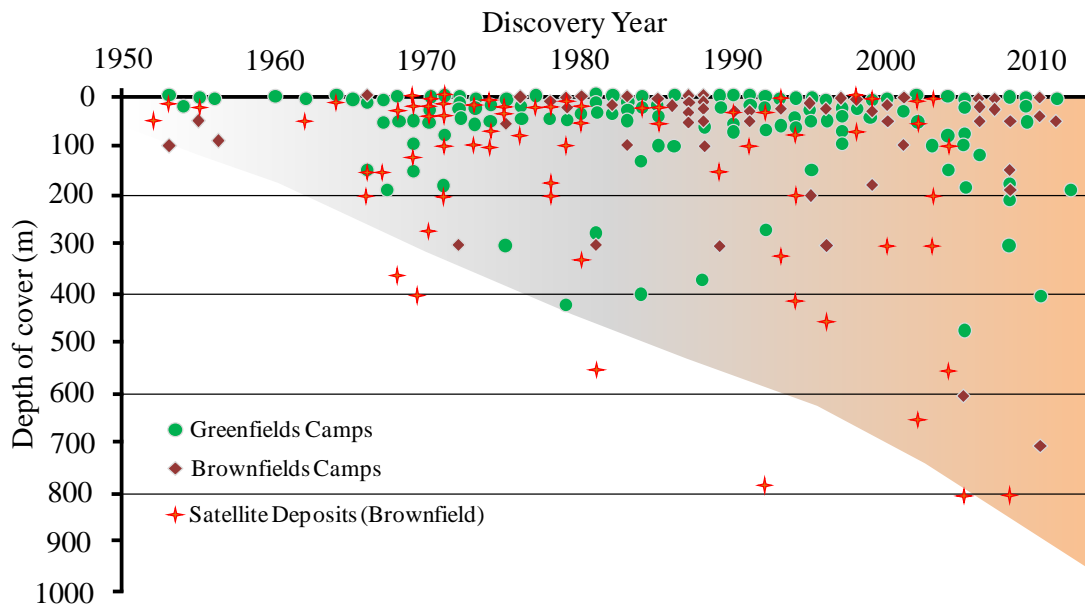 Discovery Year
1950 1960 1970 1980 1990 2000 2010
Depth of cover (m)
0
100
200
300
400
500
600
700
800
900
1000
Greenfields Camps
Brownfields Camps
Satellite Deposits (Brownfield)